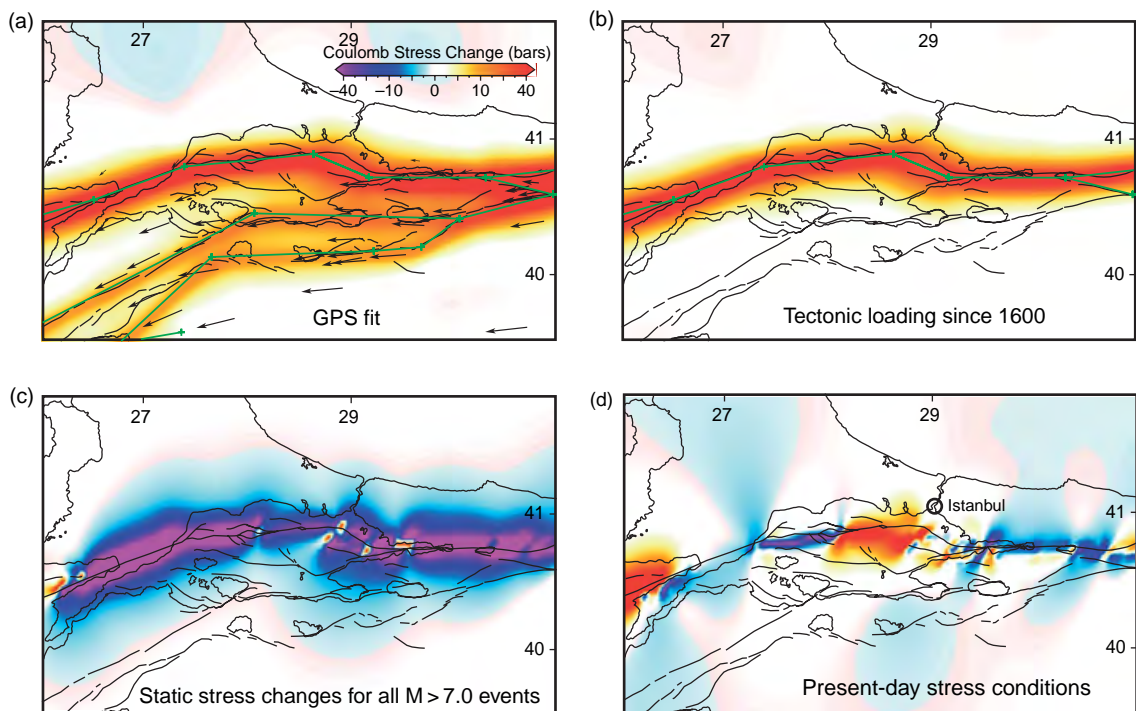 (a)
27
29
Coulomb Stress Change (bars)
–40 –10 0 10 40
41
40
GPS fit
(b)
27
29
41
40
Tectonic loading since 1600
(c)
27
29
41
40
Static stress changes for all M > 7.0 events
(d)
27
29
Istanbul
41
40
Present-day stress conditions